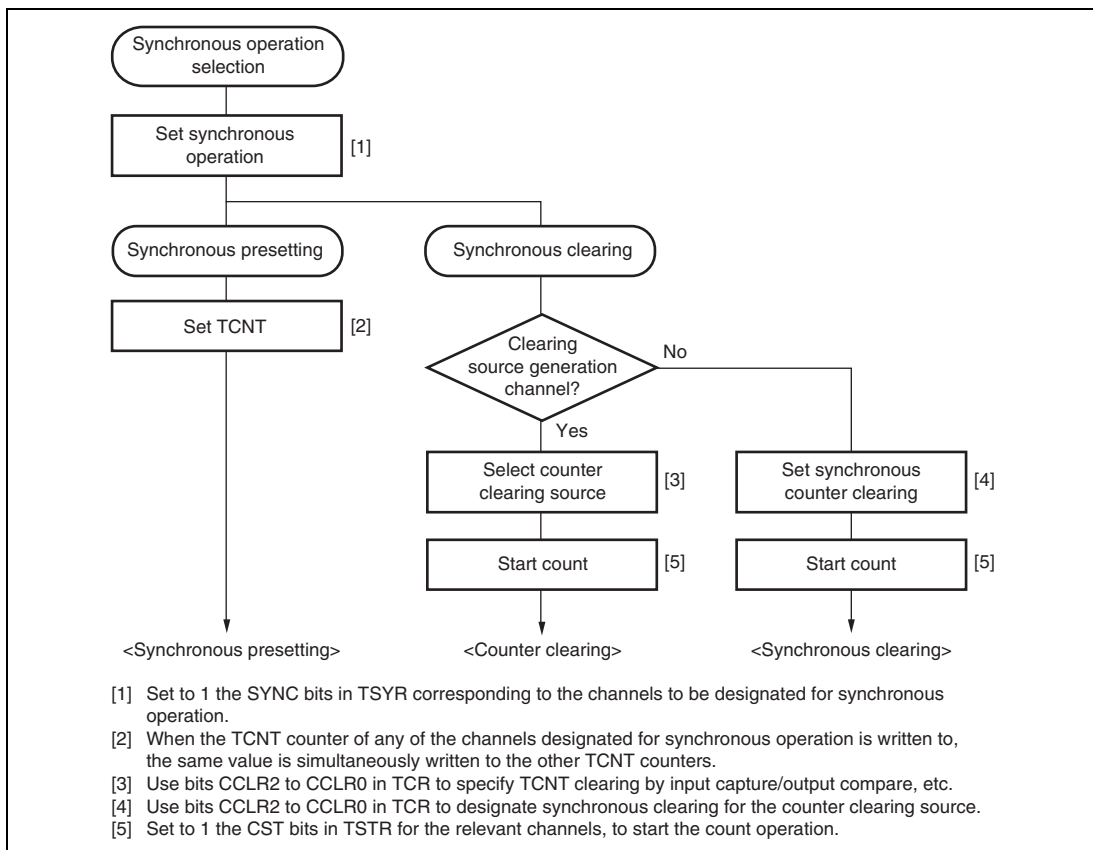 Synchronous operation
selection
Set synchronous
operation
[1]
Synchronous presetting
Synchronous clearing
Set TCNT
[2]
Clearing
source generation
channel?
No
Yes
Select counter
clearing source
[3]
Set synchronous
counter clearing
[4]
Start count
[5]
Start count
[5]
<Synchronous presetting>
<Counter clearing>
<Synchronous clearing>
[1] Set to 1 the SYNC bits in TSYR corresponding to the channels to be designated for synchronous
operation.
[2] When the TCNT counter of any of the channels designated for synchronous operation is written to,
the same value is simultaneously written to the other TCNT counters.
[3] Use bits CCLR2 to CCLR0 in TCR to specify TCNT clearing by input capture/output compare, etc.
[4] Use bits CCLR2 to CCLR0 in TCR to designate synchronous clearing for the counter clearing source.
[5] Set to 1 the CST bits in TSTR for the relevant channels, to start the count operation.